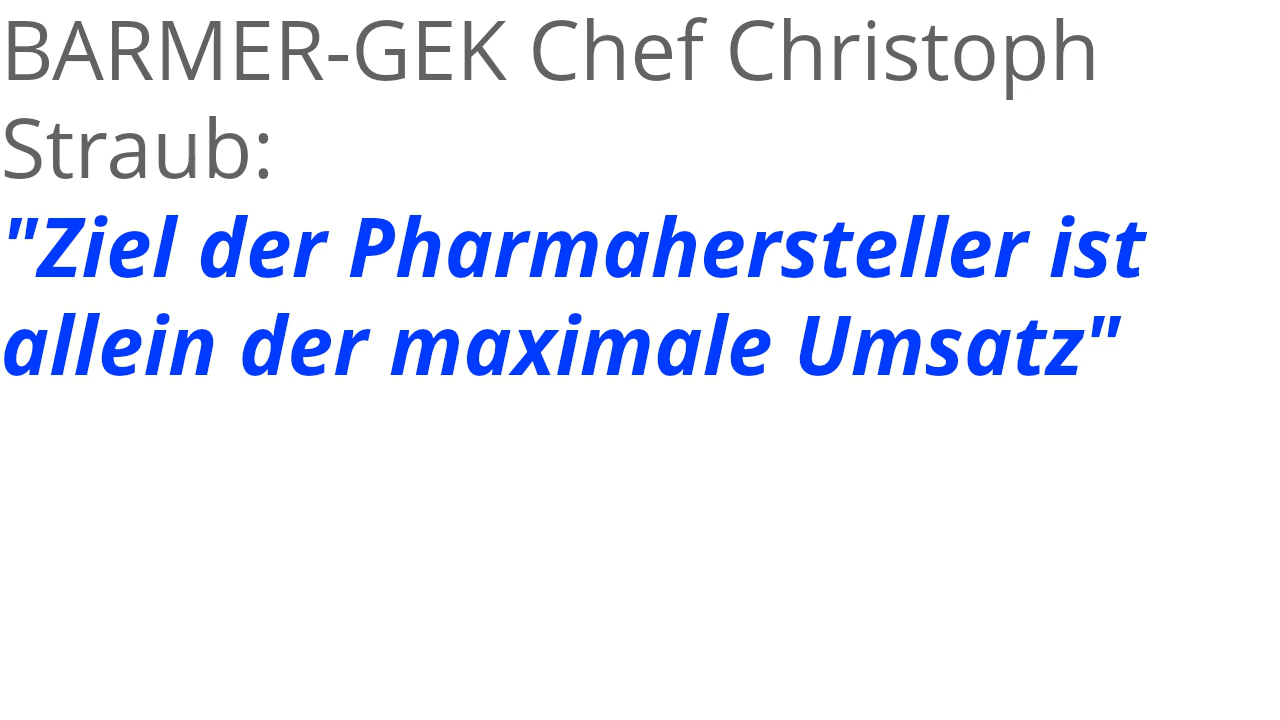 BARMER-GEK Chef Christoph
Straub:
"Ziel der Pharmahersteller ist
allein der maximale Umsatz"